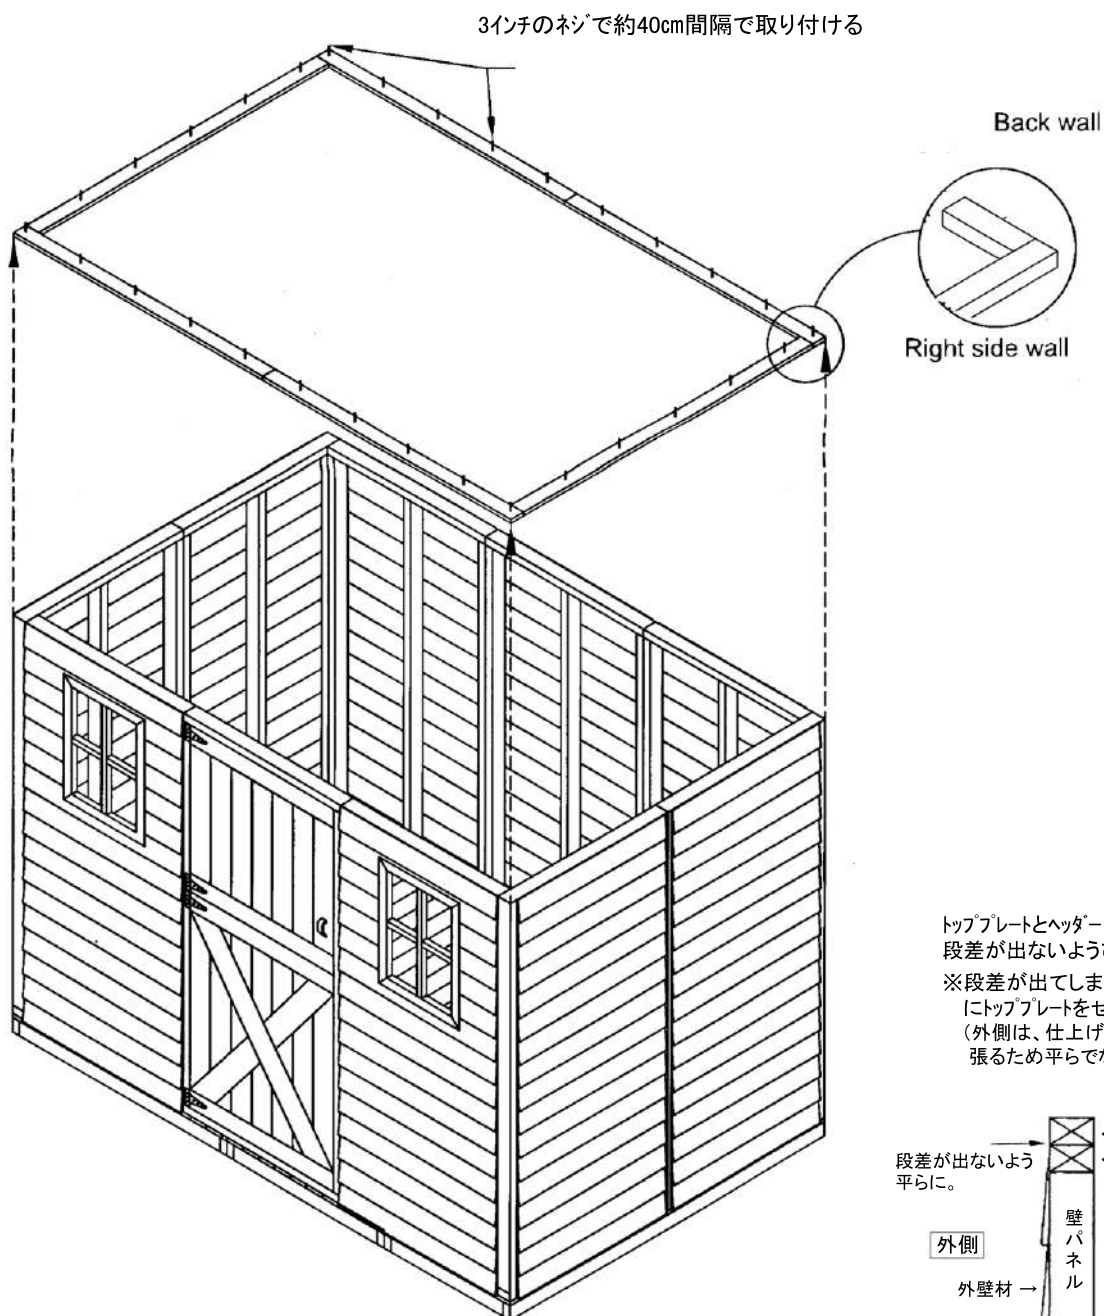 3インチのネジで約40cm間隔で取り付ける
Back wall
Right side wall
トッププレートとヘッダー
段差が出ないよう
※段差が出てしま
にトッププレートをセ
(外側は、仕上げ
張るため平らでな
段差が出ないよう
平らに。
壁パネル
外側
外壁材 →